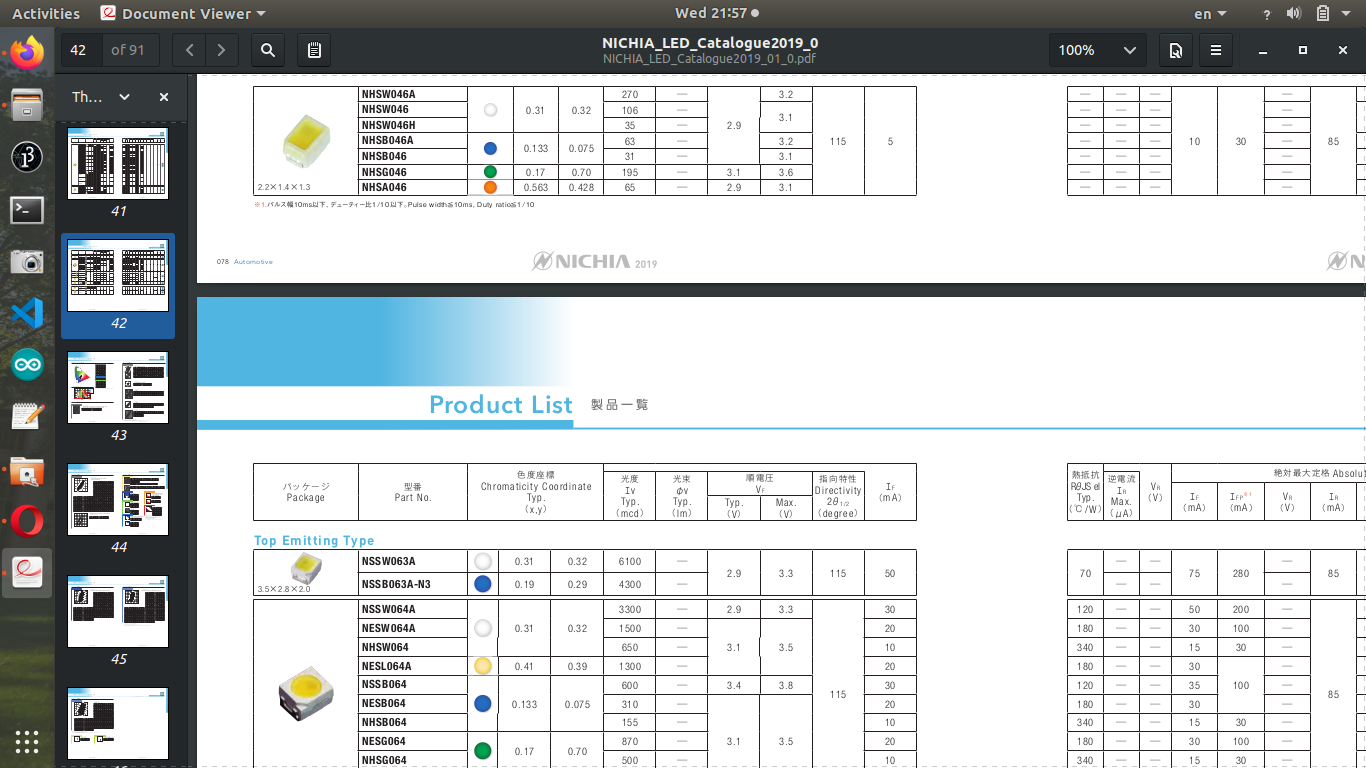 Activities Document Viewer Wed 21:57 en ?
42 of 91 NICHIA_LED_Catalogue2019_0 100%
NICHIA_LED_Catalogue2019_01_0.pdf
Th...
41
42
43
44
45
NHSW046A 270 — 3.2 — — — —
NHSW046 0.31 0.32 106 — 3.1 — — — —
NHSW046H 35 — 2.9 — — — —
NHSB046A 0.133 0.075 63 — 3.2 115 5 — — — 10 30 — 85
NHSB046 31 — 3.1 — — — —
NHSG046 0.17 0.70 195 — 3.1 3.6 — — — —
2.2×1.4×1.3 NHSA046 0.563 0.428 65 — 2.9 3.1 — — — —
※1.パルス幅10ms以下、デューティー比1/10以下。Pulse width≦10ms, Duty ratio≦1/10
078 Automotive NICHIA 2019 NICHIA
Product List 製品一覧
パッケージ
Package
型番
Part No.
色度座標
Chromaticity Coordinate
Typ.
(x,y)
光度
Iv
Typ.
(mcd)
光束
φv
Typ.
(lm)
順電圧
VF
Typ.
(V)
Max.
(V)
指向特性
Directivity
2θ1/2
(degree)
IF
(mA)
熱抵抗
RθJS el
Typ.
(℃/W)
逆電流
IR
Max.
(μA)
VR
(V)
絶対最大定格 Absolu
IF
(mA)
IFP※1
(mA)
VR
(V)
IR
(mA)
Top Emitting Type
NSSW063A 0.31 0.32 6100 — 2.9 3.3 115 50 70 — — 75 280 — 85
3.5×2.8×2.0 NSSB063A-N3 0.19 0.29 4300 — — — —
NSSW064A 3300 — 2.9 3.3 30 120 — — 50 200 —
NESW064A 0.31 0.32 1500 — 20 180 — — 30 100 —
NHSW064 650 — 3.1 3.5 10 340 — — 15 30 —
NESL064A 0.41 0.39 1300 — 20 180 — — 30 —
NSSB064 600 — 3.4 3.8 115 30 120 — — 35 100 — 85
NESB064 0.133 0.075 310 — 20 180 — — 30 —
NHSB064 155 — 10 340 — — 15 30 —
NESG064 0.17 0.70 870 — 3.1 3.5 20 180 — — 30 100 —
NHSG064 500 — 10 340 — — 15 30 —